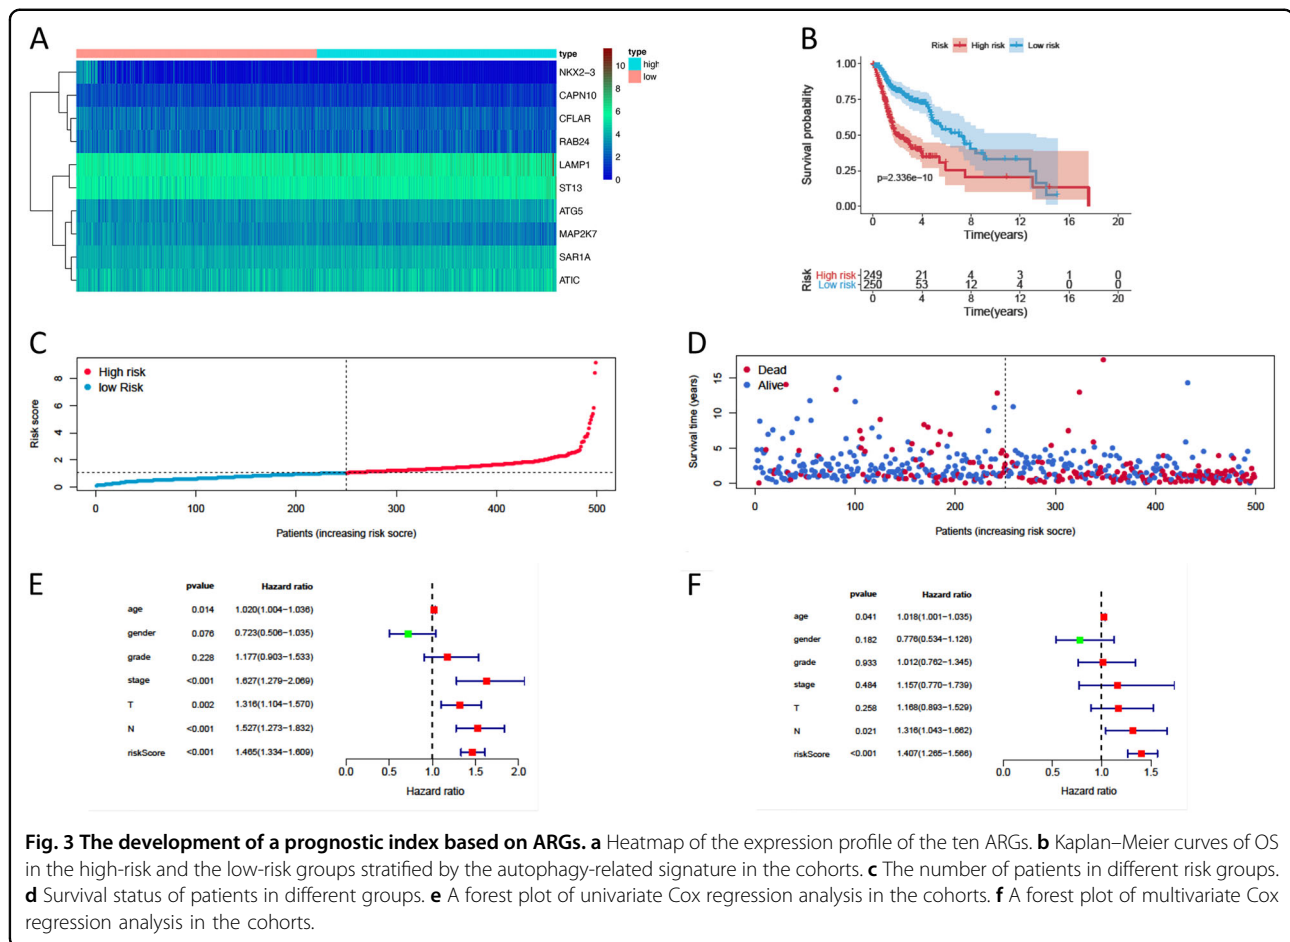 A
type
NKX2-3
CAPN10
CFLAR
RAB24
LAMP1
ST13
ATG5
MAP2K7
SAR1A
ATIC
10
8
6
4
2
0
type
high
low
B
Risk High risk Low risk
Survival probability
1.00
0.75
0.50
0.25
0.00
p=2.336e-10
0 4 8 12 16 20
Time(years)
Risk
High risk 249 21 4 3 1 0
Low risk 250 53 12 4 0 0
0 4 8 12 16 20
Time(years)
C
High risk
low Risk
Risk score
8
6
4
2
0
0 100 200 300 400 500
Patients (increasing risk socre)
D
Dead
Alive
Survival time (years)
15
10
5
0
0 100 200 300 400 500
Patients (increasing risk socre)
E
pvalue Hazard ratio
age 0.014 1.020(1.004-1.036)
gender 0.076 0.723(0.506-1.035)
grade 0.228 1.177(0.903-1.533)
stage <0.001 1.627(1.279-2.069)
T 0.002 1.316(1.104-1.570)
N <0.001 1.527(1.273-1.832)
riskScore <0.001 1.465(1.334-1.609)
0.0 0.5 1.0 1.5 2.0
Hazard ratio
F
pvalue Hazard ratio
age 0.041 1.018(1.001-1.035)
gender 0.182 0.776(0.534-1.126)
grade 0.933 1.012(0.762-1.345)
stage 0.484 1.157(0.770-1.739)
T 0.258 1.168(0.893-1.529)
N 0.021 1.316(1.043-1.662)
riskScore <0.001 1.407(1.265-1.566)
0.0 0.5 1.0 1.5
Hazard ratio
Fig. 3 The development of a prognostic index based on ARGs. a Heatmap of the expression profile of the ten ARGs. b Kaplan–Meier curves of OS
in the high-risk and the low-risk groups stratified by the autophagy-related signature in the cohorts. c The number of patients in different risk groups.
d Survival status of patients in different groups. e A forest plot of univariate Cox regression analysis in the cohorts. f A forest plot of multivariate Cox
regression analysis in the cohorts.